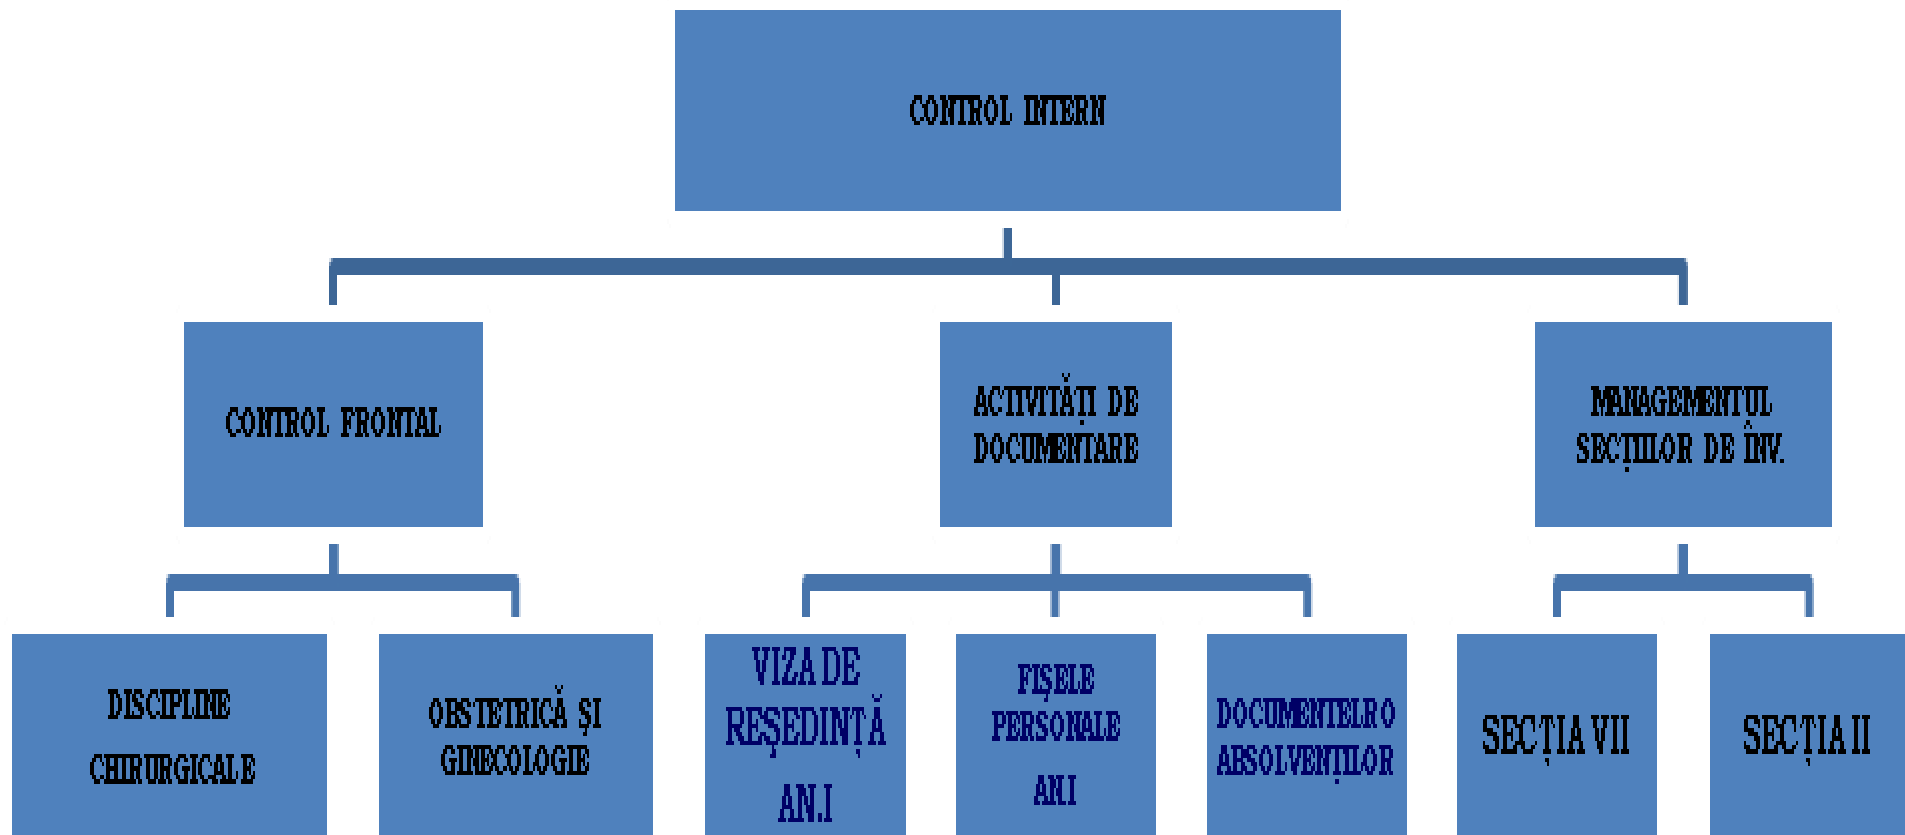 CONTROL INTERN
CONTROL FRONTAL
ACTIVITĂȚI DE
DOCUMENTARE
MANAGEMENTUL
SECȚIILOR DE ÎNV.
DISCIPLINE
CHIRURGICALE
OBSTETRICĂ ȘI
GINECOLOGIE
VIZA DE
REȘEDINȚĂ
AN.I
FIȘELE
PERSONALE
AN.I
DOCUMENTELRO
ABSOLVENȚILOR
SECȚIA VII
SECȚIA II